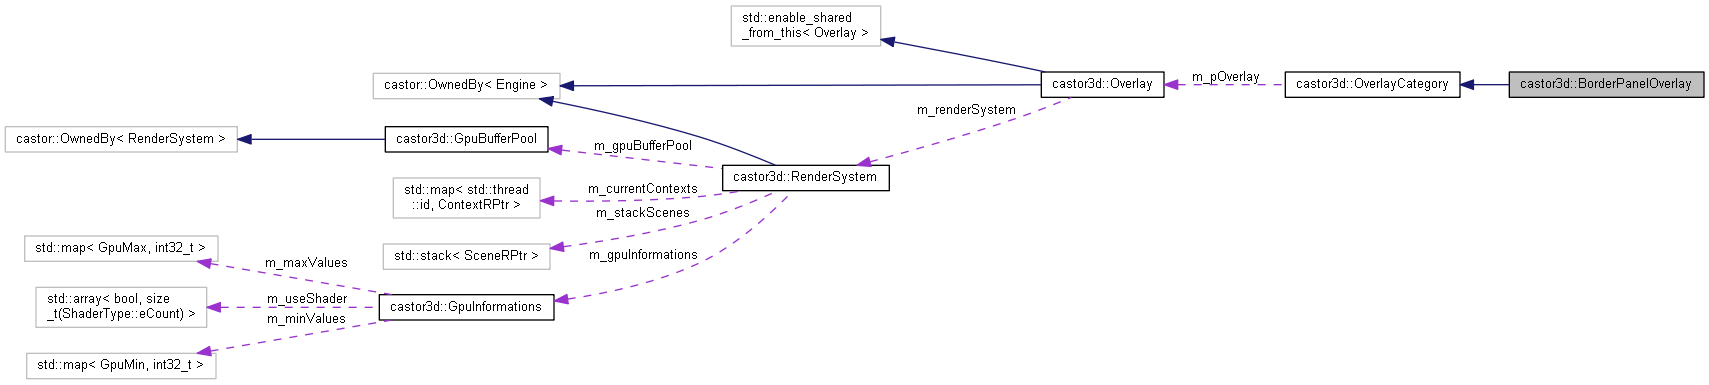 std::enable_shared
_from_this< Overlay >
castor::OwnedBy< Engine >
castor3d::Overlay
m_pOverlay
castor3d::OverlayCategory
castor3d::BorderPanelOverlay
m_renderSystem
castor::OwnedBy< RenderSystem >
castor3d::GpuBufferPool
m_gpuBufferPool
castor3d::RenderSystem
std::map< std::thread
::id, ContextRPtr >
m_currentContexts
m_stackScenes
std::stack< SceneRPtr >
m_gpuInformations
std::map< GpuMax, int32_t >
m_maxValues
std::array< bool, size
_t(ShaderType::eCount) >
m_useShader
castor3d::GpuInformations
m_minValues
std::map< GpuMin, int32_t >